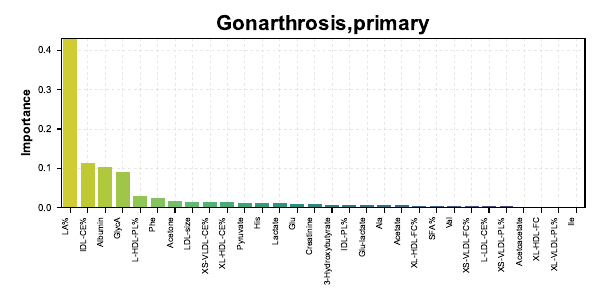 Gonarthrosis,primary
Importance
0.4
0.3
0.2
0.1
0.0
LA%
IDL-CE%
Albumin
GlycA
L-HDL-PL%
Phe
Acetone
LDL-size
XS-VLDL-CE%
XL-HDL-CE%
Pyruvate
His
Lactate
Glu
Creatinine
3-Hydroxybutyrate
IDL-PL%
Glu-lactate
Ala
Acetate
XL-HDL-FC%
SFA%
Val
XS-VLDL-FC%
L-LDL-CE%
XS-VLDL-PL%
Acetoacetate
XL-HDL-FC
XL-VLDL-PL%
Ile